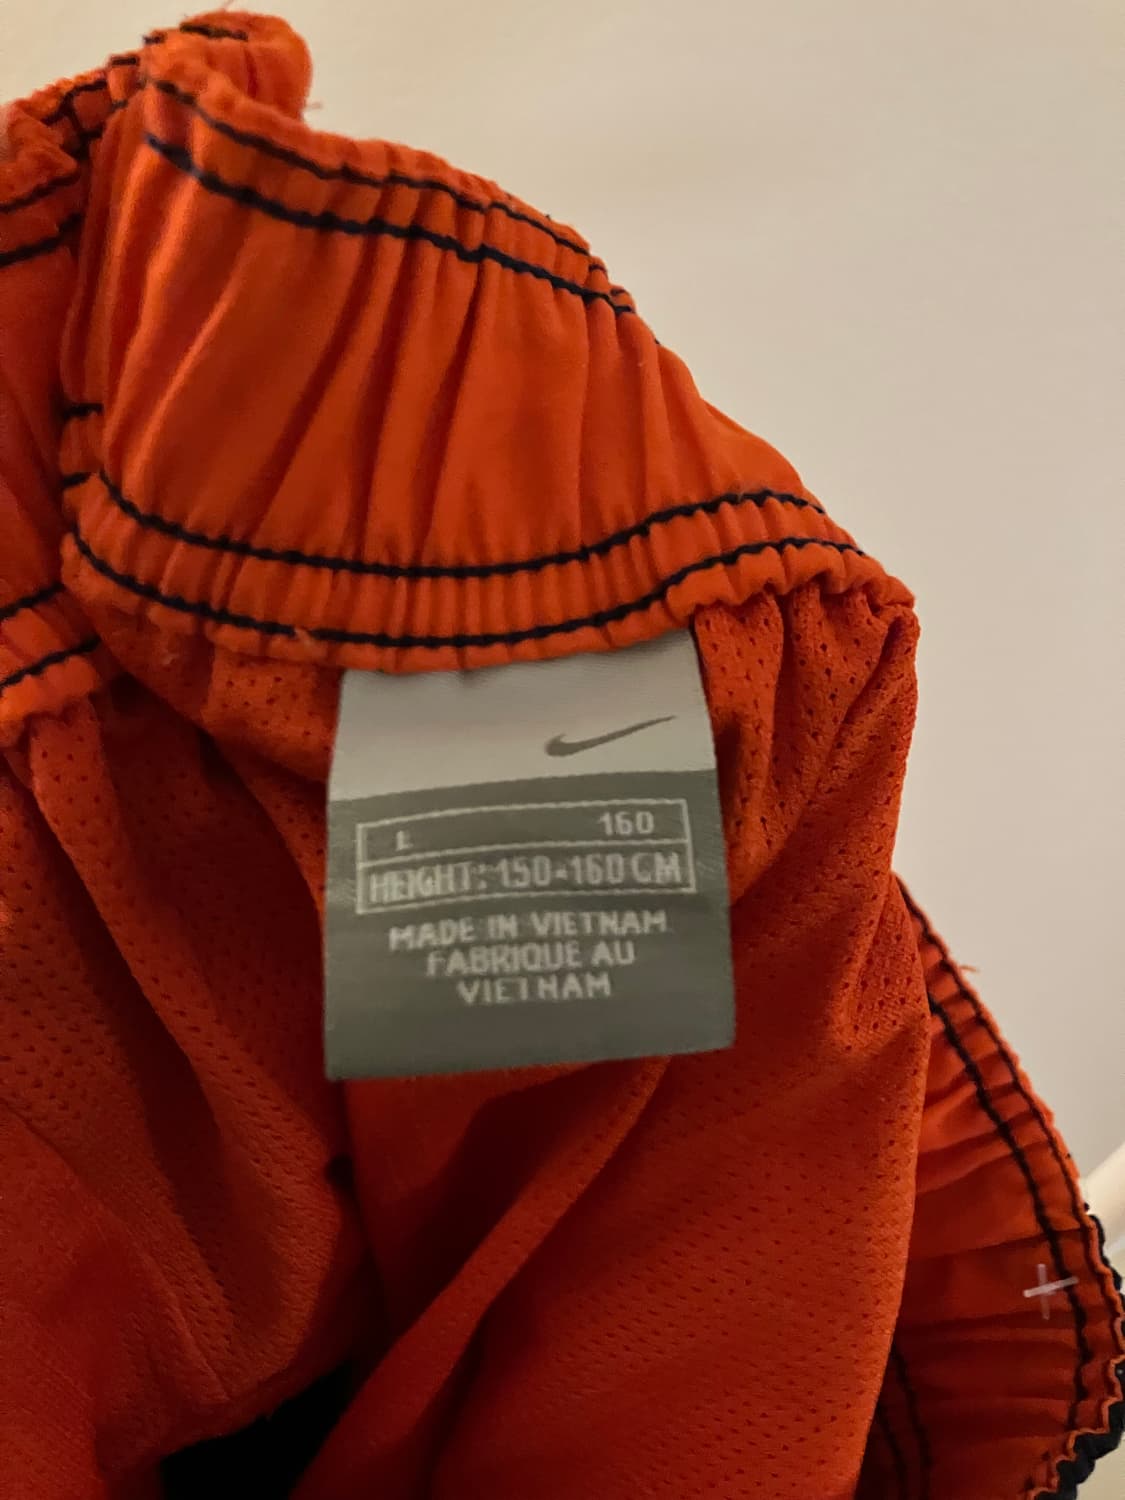 L 160
HEIGHT: 150-160 CM
MADE IN VIETNAM
FABRIQUE AU
VIETNAM